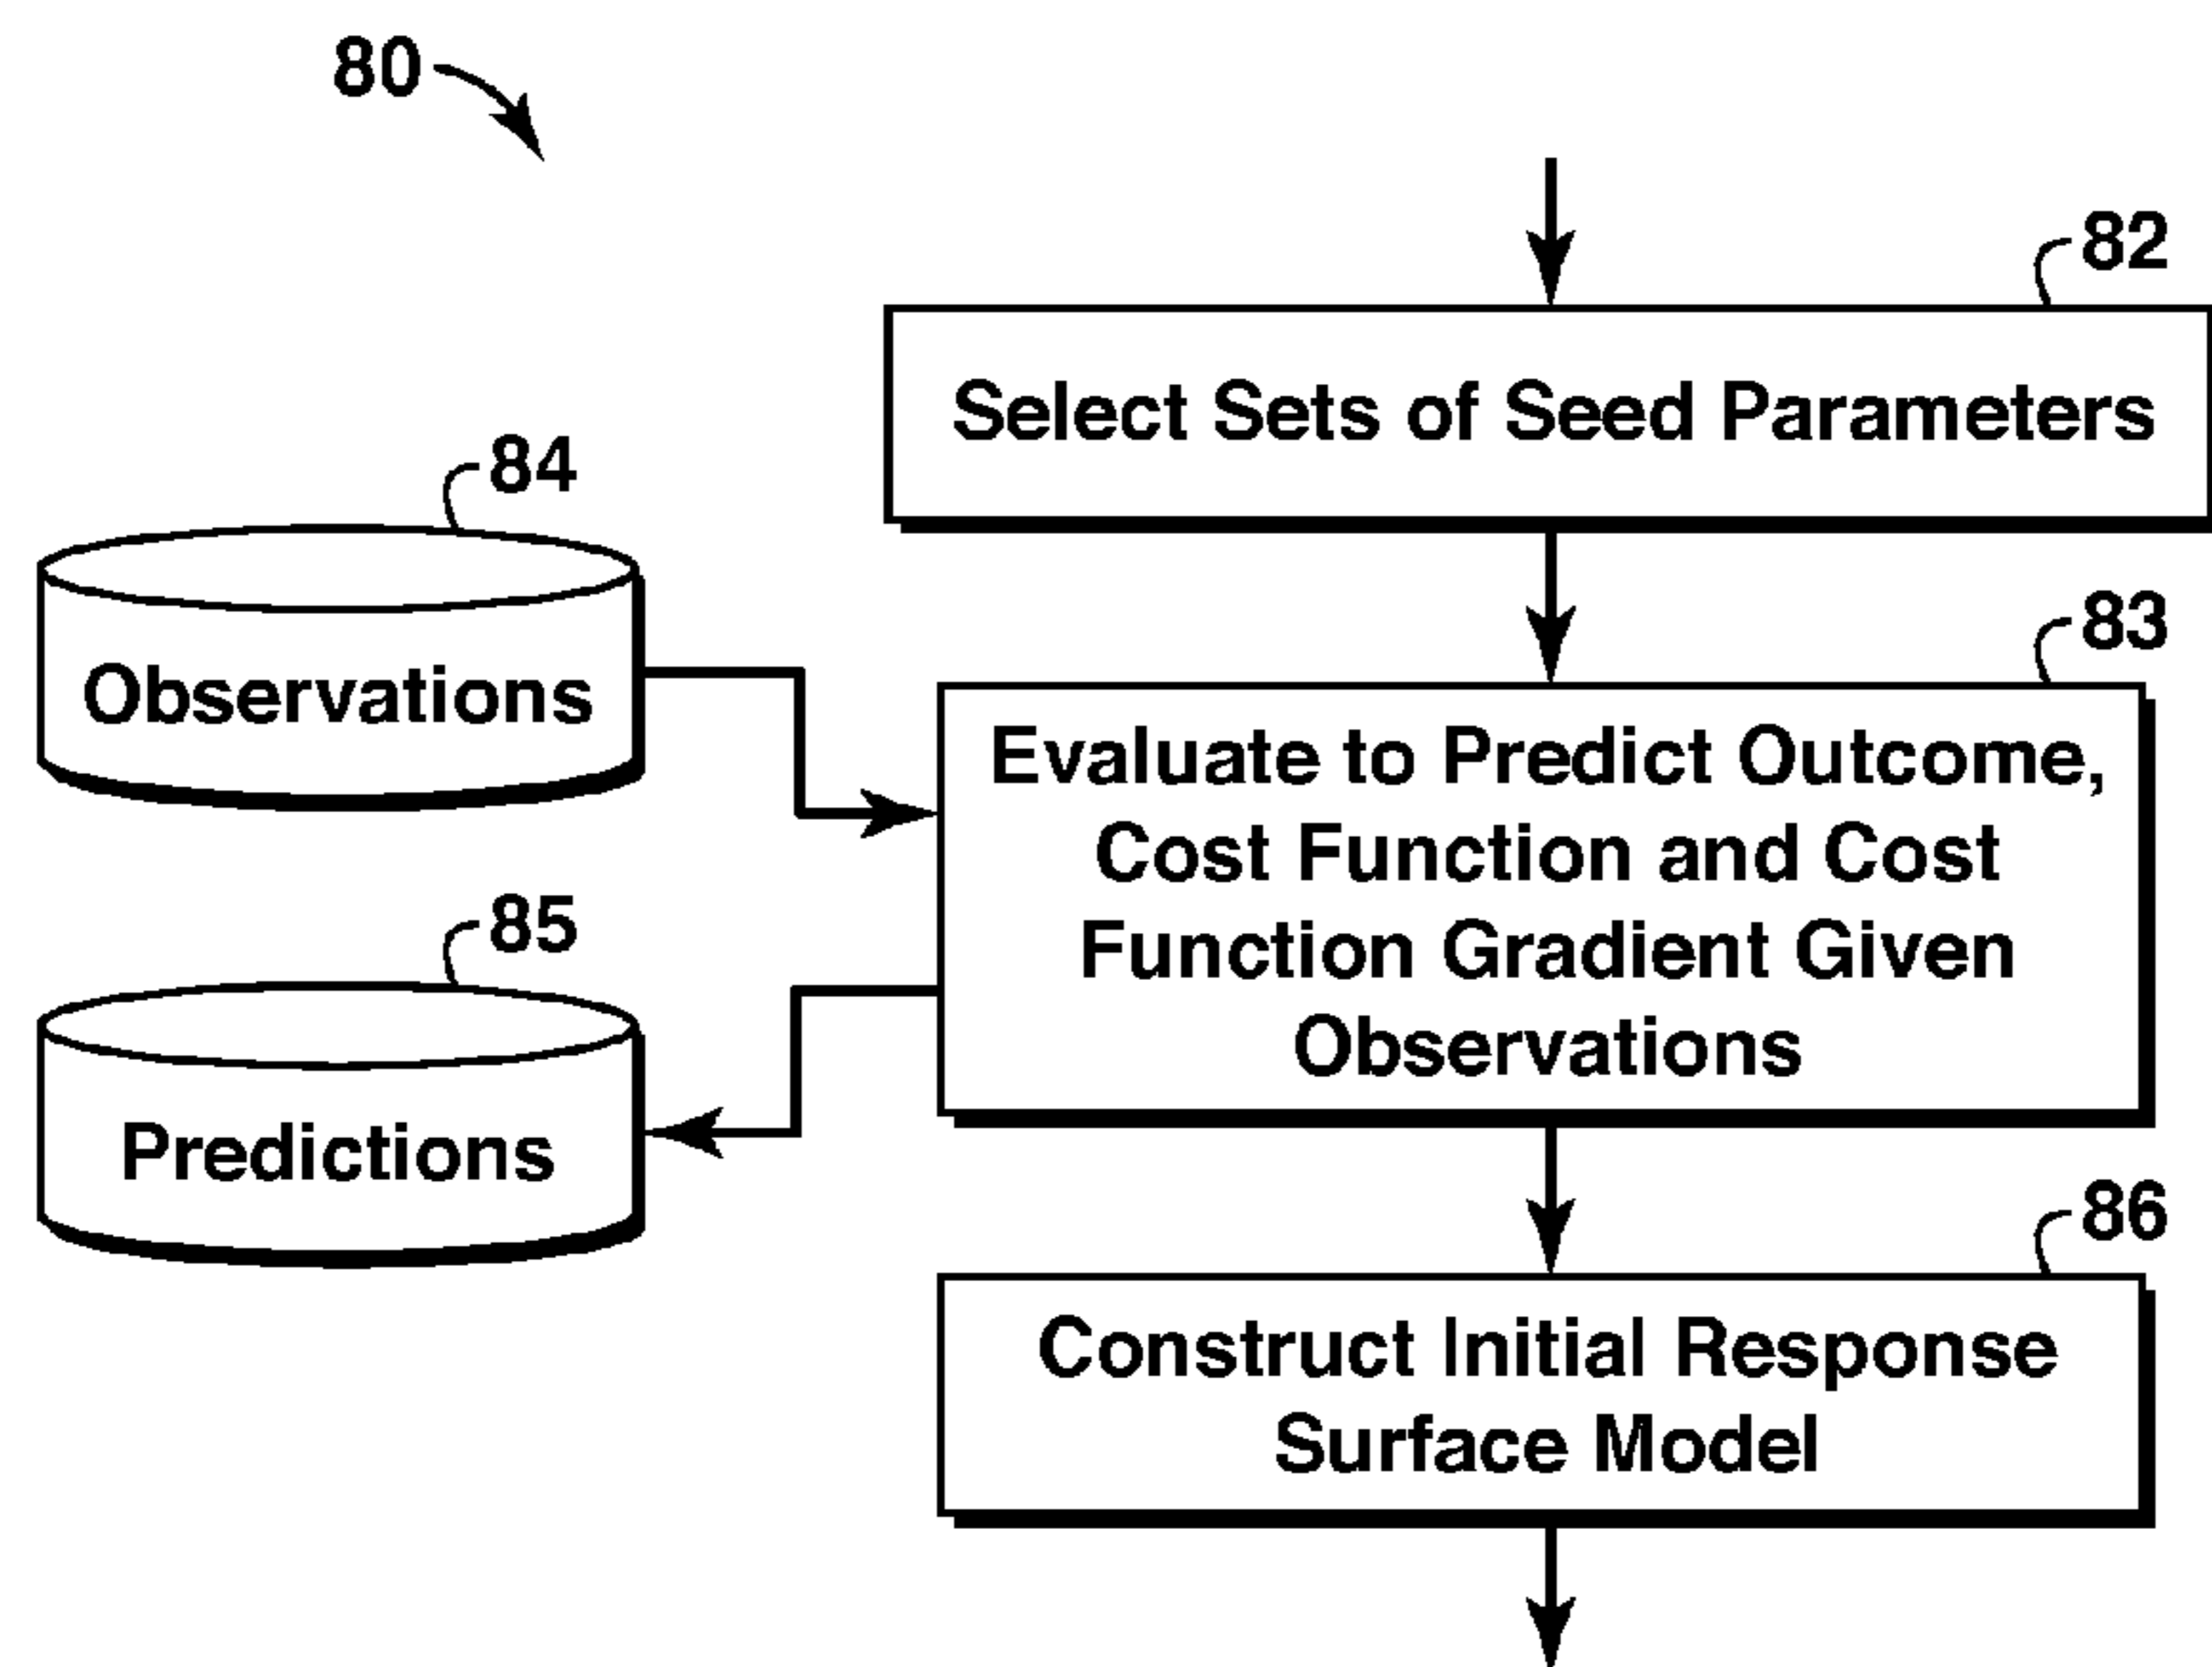 80
82
Select Sets of Seed Parameters
84
Observations
83
Evaluate to Predict Outcome,
Cost Function and Cost
Function Gradient Given
Observations
85
Predictions
86
Construct Initial Response
Surface Model